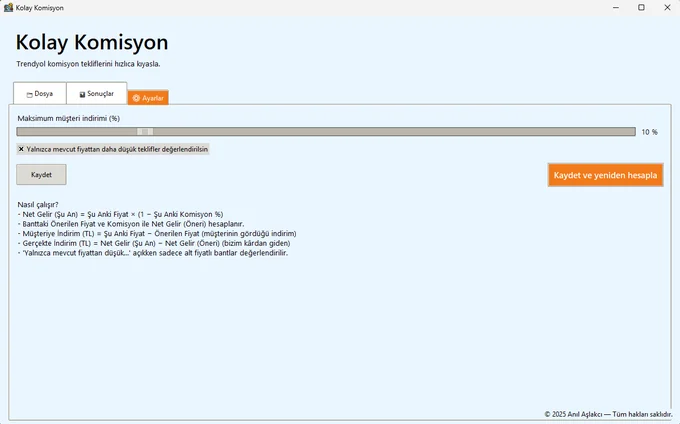 Kolay Komisyon
Kolay Komisyon
Trendyol komisyon tekliflerini hızlıca kıyasla.
Dosya
Sonuçlar
Ayarlar
Maksimum müşteri indirimi (%)
10 %
Yalnızca mevcut fiyattan daha düşük teklifler değerlendirilsin
Kaydet
Kaydet ve yeniden hesapla
Nasıl çalışır?
- Net Gelir (Şu An) = Şu Anki Fiyat × (1 − Şu Anki Komisyon %)
- Banttaki Önerilen Fiyat ve Komisyon ile Net Gelir (Öneri) hesaplanır.
- Müşteriye İndirim (TL) = Şu Anki Fiyat − Önerilen Fiyat (müşterinin gördüğü indirim)
- Gerçekte İndirim (TL) = Net Gelir (Şu An) − Net Gelir (Öneri) (bizim kârdan giden)
- 'Yalnızca mevcut fiyattan düşük...' açıkken sadece alt fiyatlı bantlar değerlendirilir.
© 2025 Anıl Aşlakcı — Tüm hakları saklıdır.